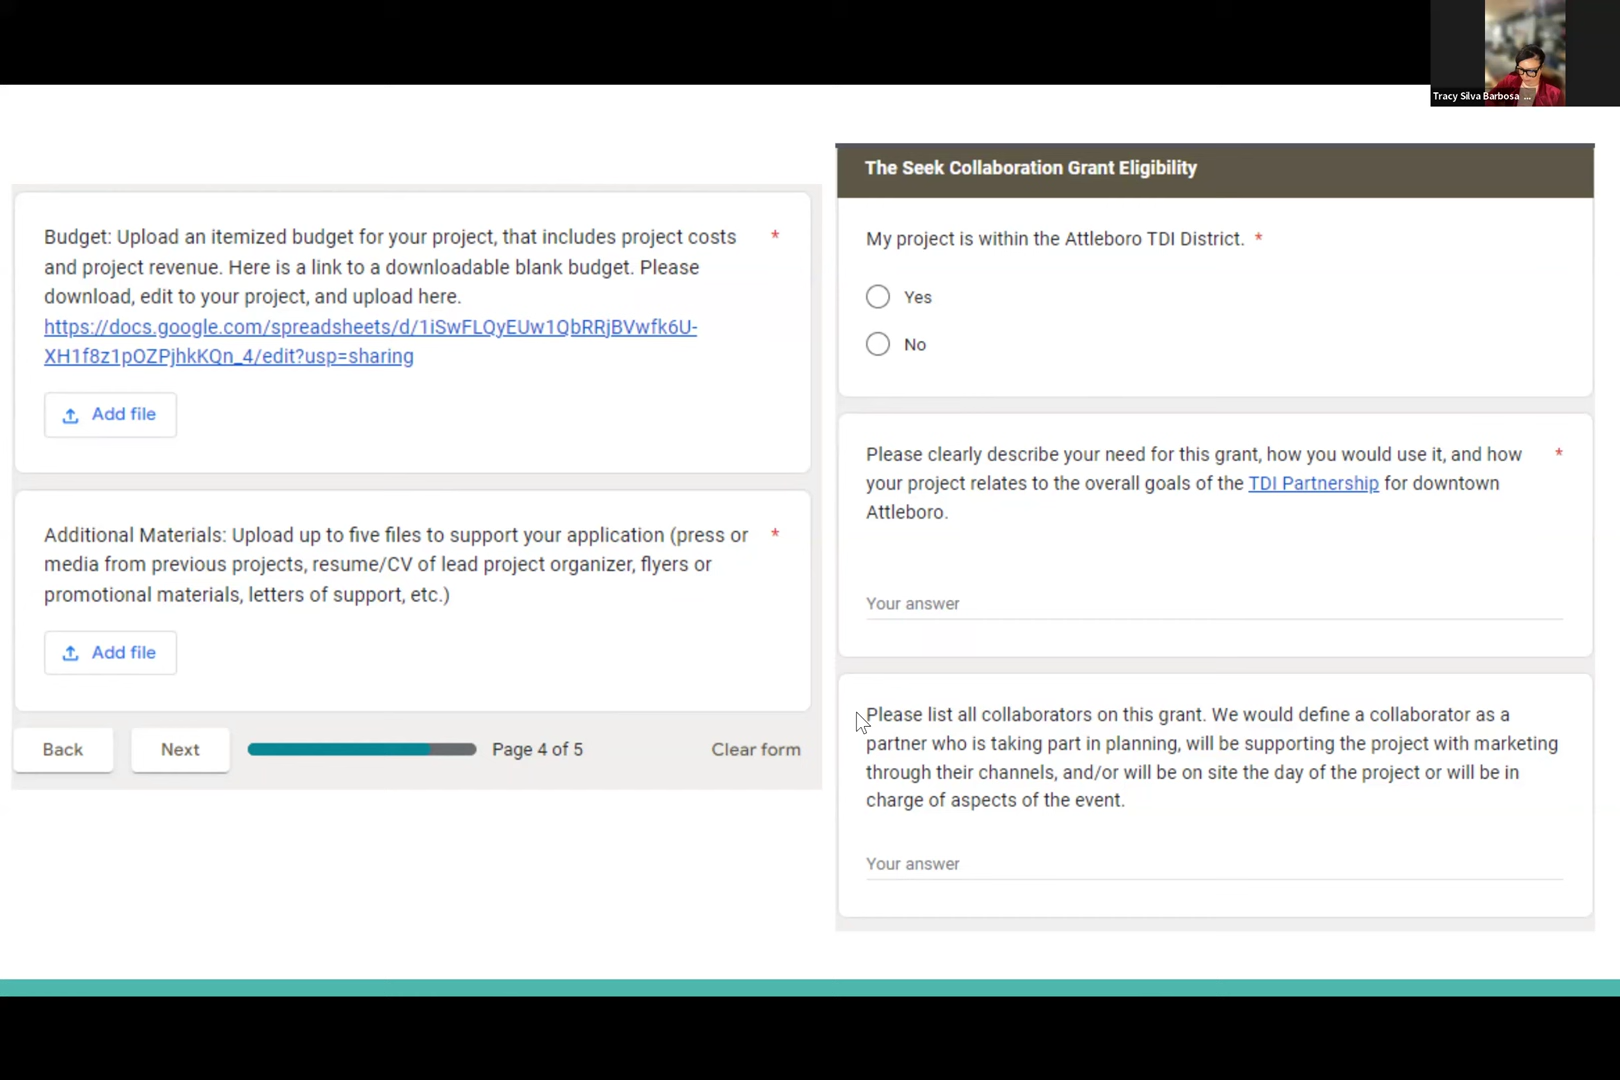 Tracy Silva Barbosa ...
Budget: Upload an itemized budget for your project, that includes project costs *
and project revenue. Here is a link to a downloadable blank budget. Please
download, edit to your project, and upload here.
https://docs.google.com/spreadsheets/d/1iSwFLQyEUw1QbRRjBVwfk6U-
XH1f8z1pOZPjhkKQn_4/edit?usp=sharing
Add file
Additional Materials: Upload up to five files to support your application (press or *
media from previous projects, resume/CV of lead project organizer, flyers or
promotional materials, letters of support, etc.)
Add file
Back Next Page 4 of 5 Clear form
The Seek Collaboration Grant Eligibility
My project is within the Attleboro TDI District. *
Yes
No
Please clearly describe your need for this grant, how you would use it, and how *
your project relates to the overall goals of the TDI Partnership for downtown
Attleboro.
Your answer
Please list all collaborators on this grant. We would define a collaborator as a
partner who is taking part in planning, will be supporting the project with marketing
through their channels, and/or will be on site the day of the project or will be in
charge of aspects of the event.
Your answer